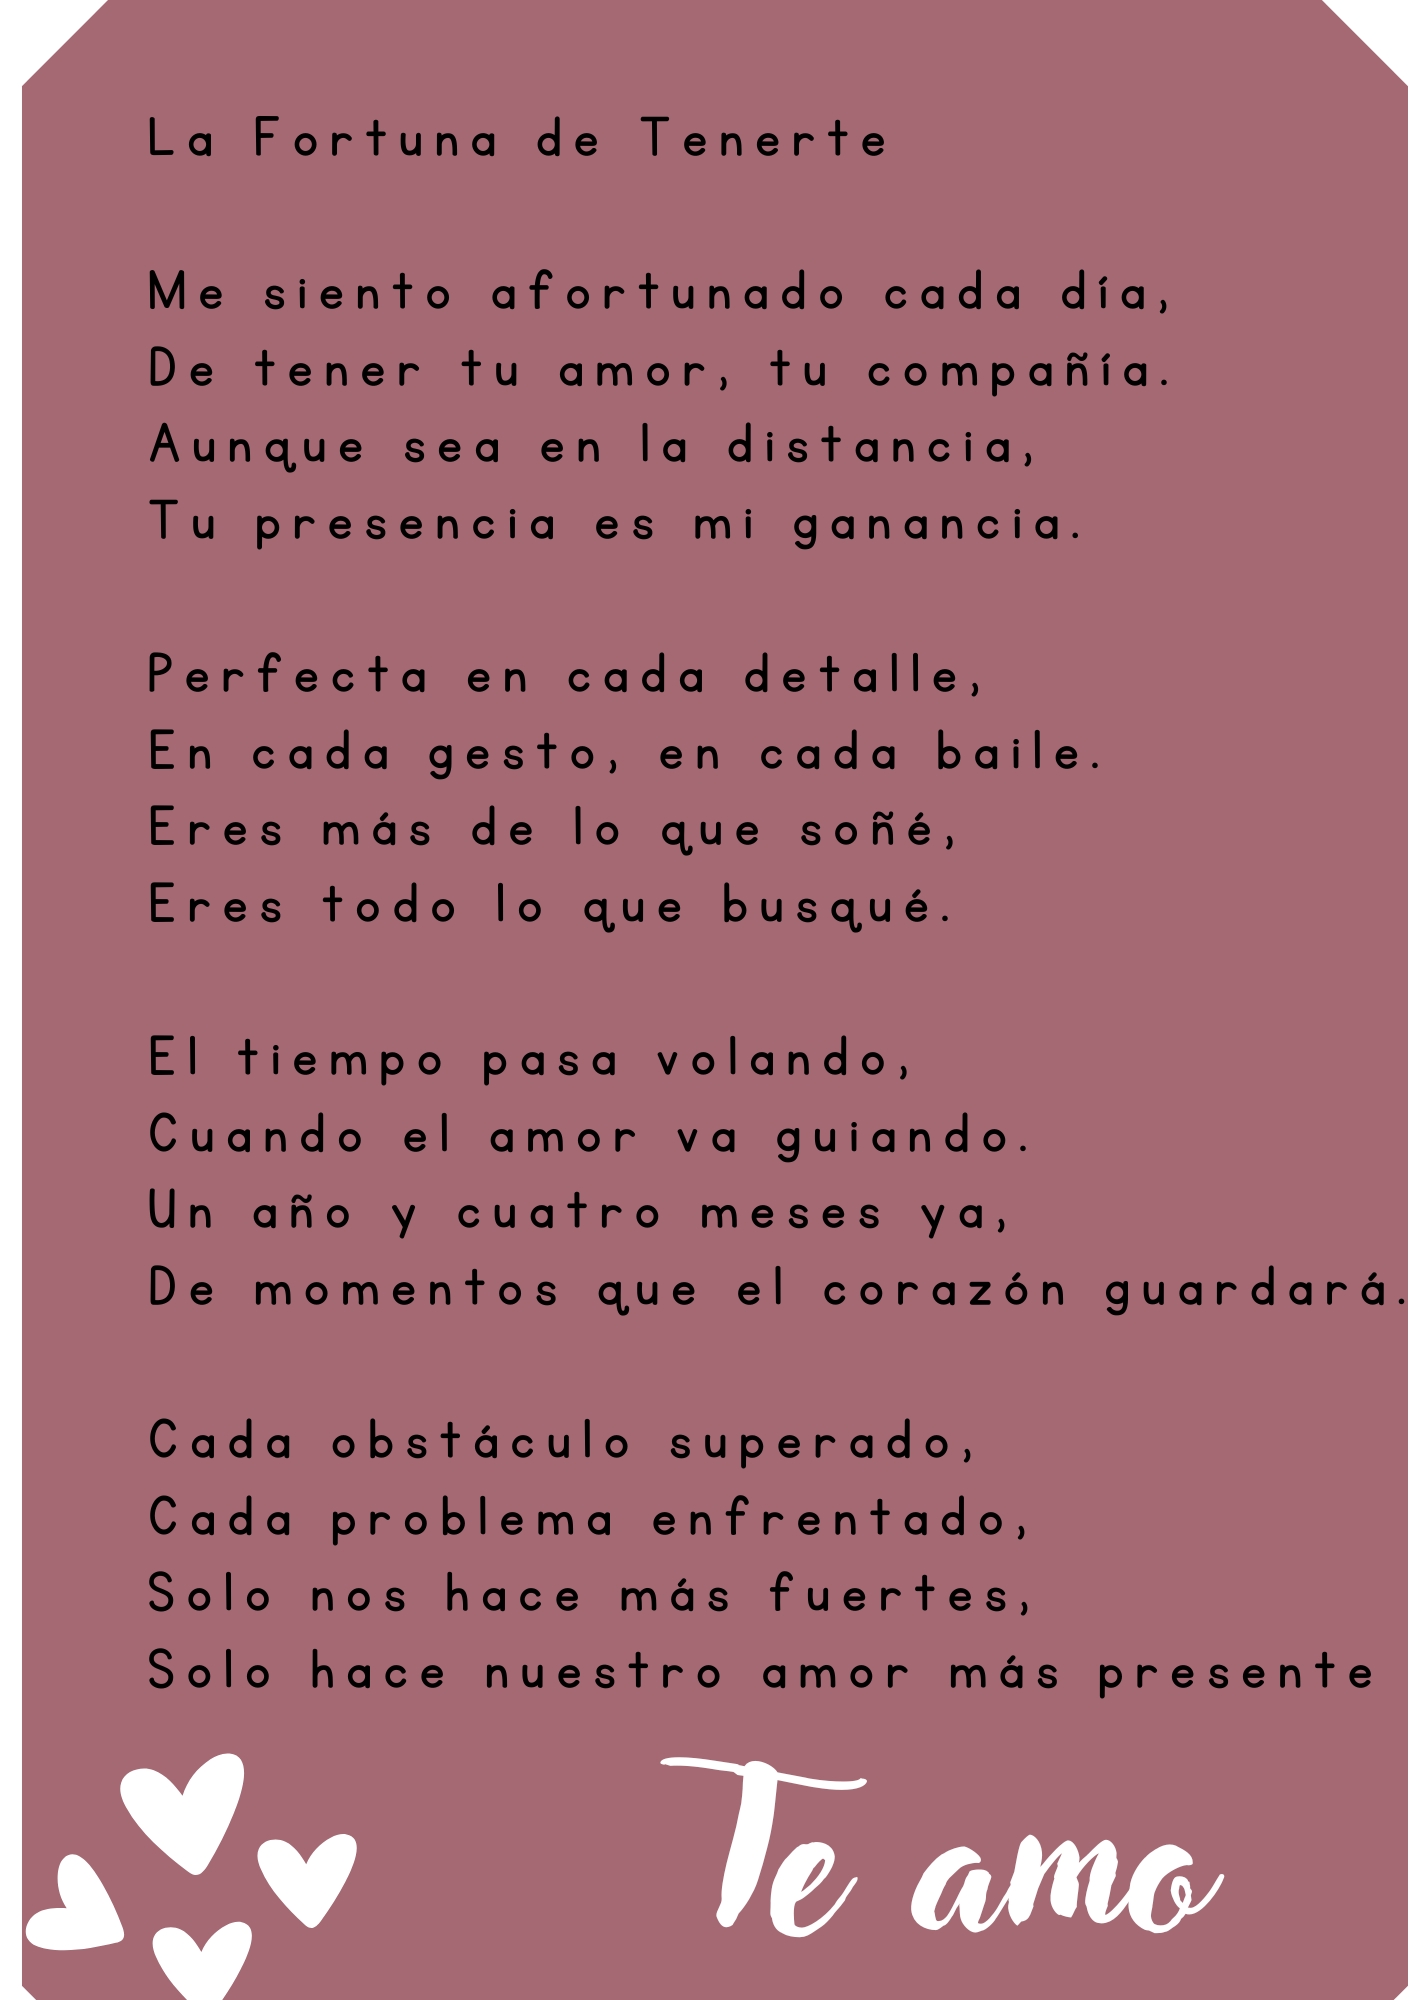 La Fortuna de Tenerte
Me siento afortunado cada día,
De tener tu amor, tu compañía.
Aunque sea en la distancia,
Tu presencia es mi ganancia.
Perfecta en cada detalle,
En cada gesto, en cada baile.
Eres más de lo que soñé,
Eres todo lo que busqué.
El tiempo pasa volando,
Cuando el amor va guiando.
Un año y cuatro meses ya,
De momentos que el corazón guardará.
Cada obstáculo superado,
Cada problema enfrentado,
Solo nos hace más fuertes,
Solo hace nuestro amor más presente
Te amo